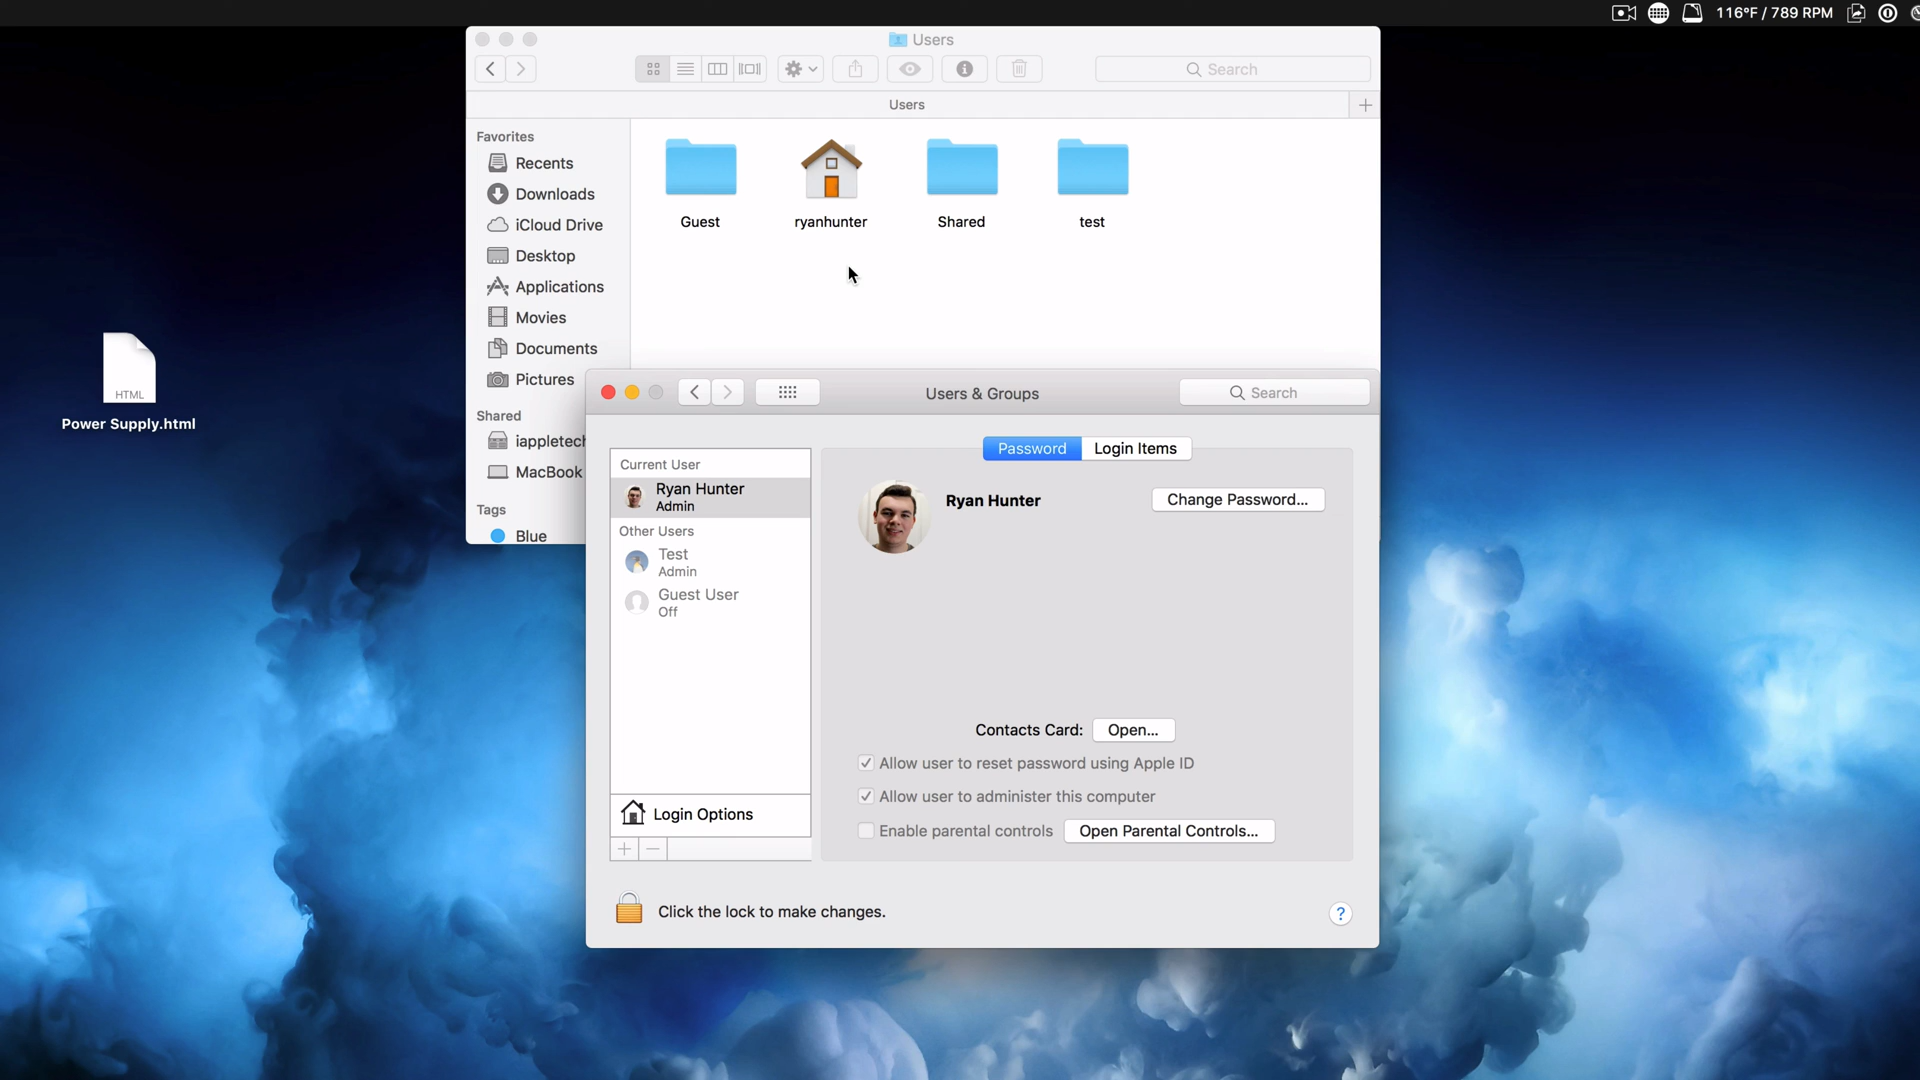 116°F / 789 RPM
Users
Search
Users
Favorites
Recents
Downloads
iCloud Drive
Desktop
Applications
Movies
Documents
Pictures
Shared
iappletech
MacBook
Tags
Blue
Guest
ryanhunter
Shared
test
HTML
Power Supply.html
Users & Groups
Search
Password
Login Items
Current User
Ryan Hunter
Admin
Other Users
Test
Admin
Guest User
Off
Login Options
Ryan Hunter
Change Password...
Contacts Card:
Open...
Allow user to reset password using Apple ID
Allow user to administer this computer
Enable parental controls
Open Parental Controls...
Click the lock to make changes.
?